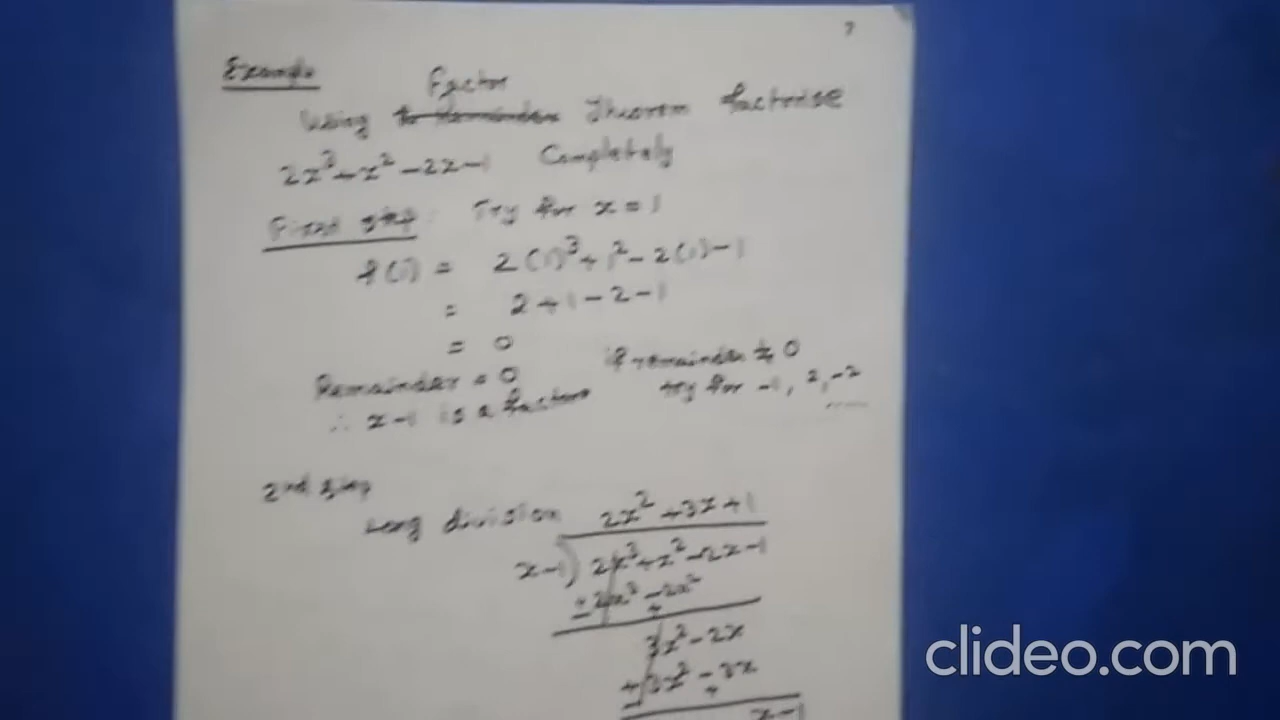 7
Example
Factor
Using to Remainder Theorem factorise
2x³+x²-2x-1 Completely
First step: Try for x=1
f(1) = 2(1)³+1²-2(1)-1
= 2+1-2-1
= 0
Remainder = 0
∴ x-1 is a factor
if remainder ≠ 0
try for -1, 2, -2
.....
2nd step
Long division 2x²+3x+1
x-1) 2x³+x²-2x-1
2x³-2x²
- +
3x²-2x
3x²-3x
- +
x-1
clideo.com